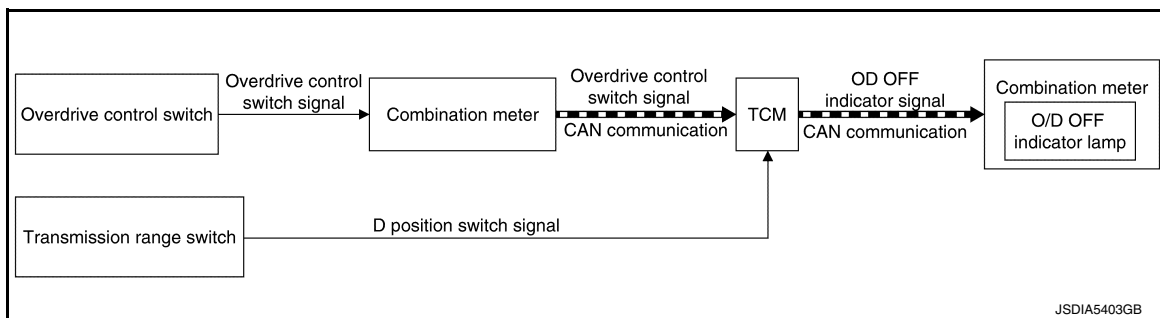 Overdrive control switch
Overdrive control
switch signal
Combination meter
Overdrive control
switch signal
CAN communication
TCM
OD OFF
indicator signal
CAN communication
Combination meter
O/D OFF
indicator lamp
Transmission range switch
D position switch signal
JSDIA5403GB